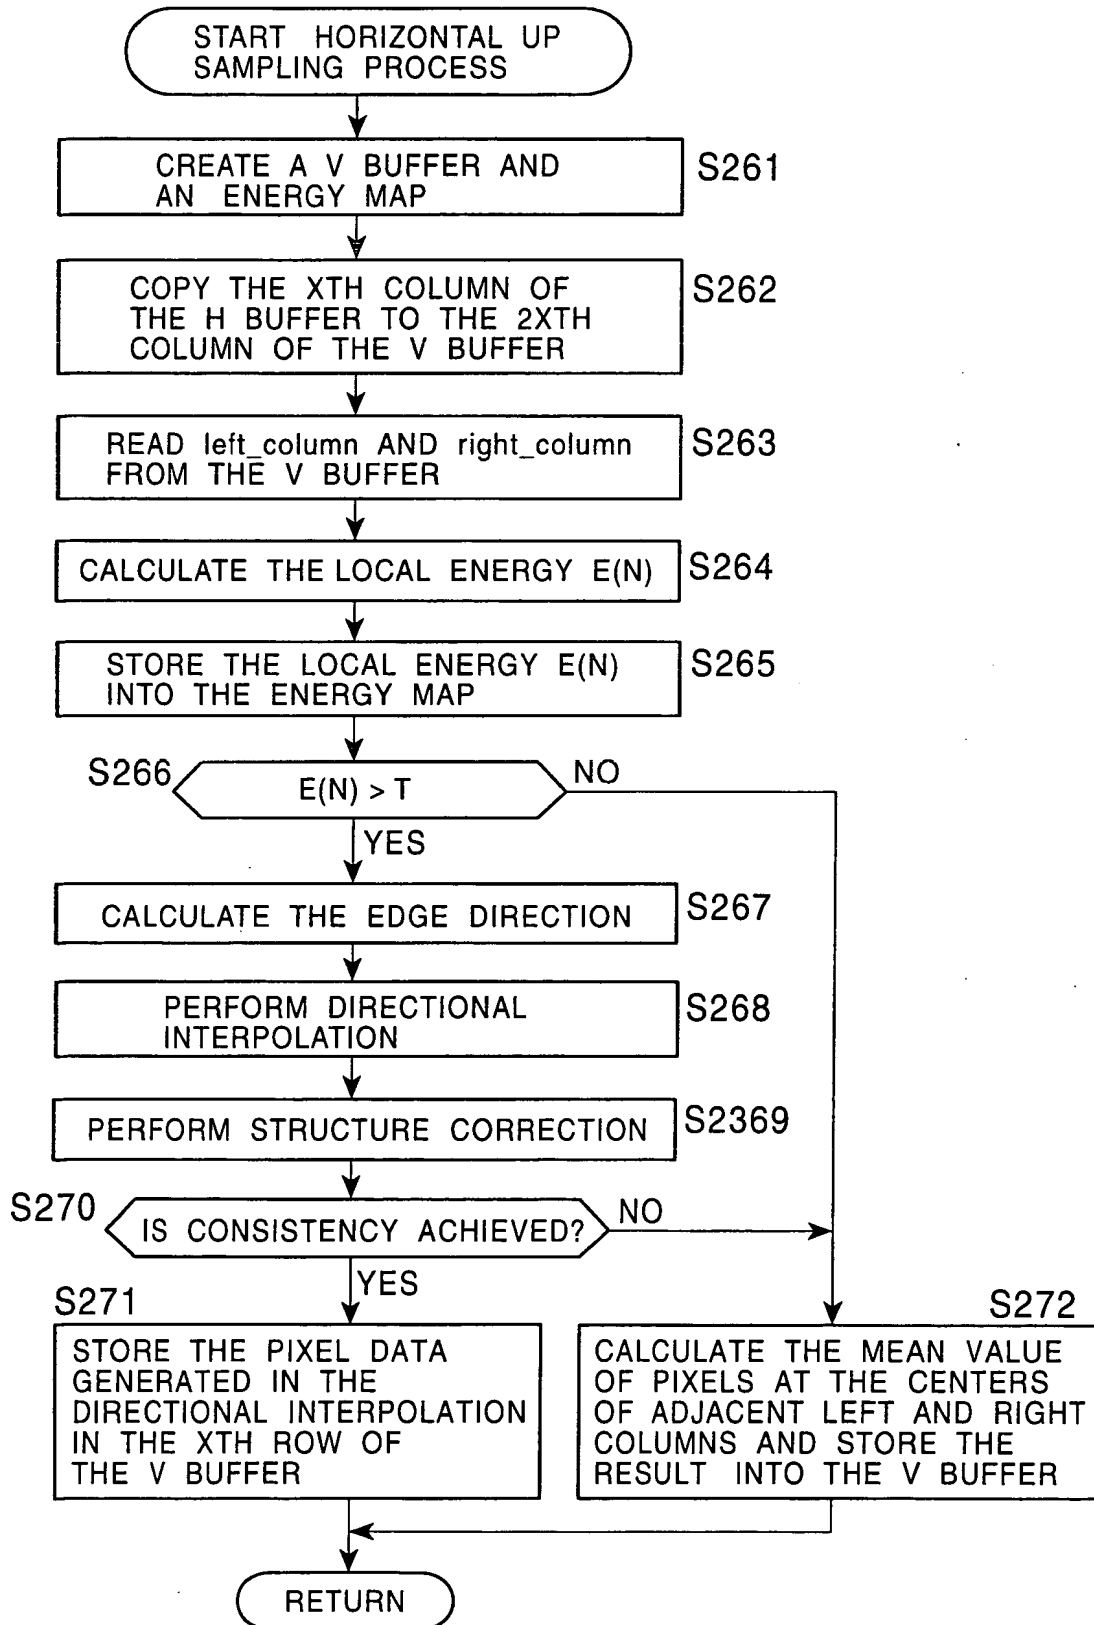 START HORIZONTAL UP
SAMPLING PROCESS
CREATE A V BUFFER AND
AN ENERGY MAP
S261
COPY THE XTH COLUMN OF
THE H BUFFER TO THE 2XTH
COLUMN OF THE V BUFFER
S262
READ left_column AND right_column
FROM THE V BUFFER
S263
CALCULATE THE LOCAL ENERGY E(N)
S264
STORE THE LOCAL ENERGY E(N)
INTO THE ENERGY MAP
S265
S266
E(N) > T
NO
YES
CALCULATE THE EDGE DIRECTION
S267
PERFORM DIRECTIONAL
INTERPOLATION
S268
PERFORM STRUCTURE CORRECTION
S2369
S270
IS CONSISTENCY ACHIEVED?
NO
YES
S271
STORE THE PIXEL DATA
GENERATED IN THE
DIRECTIONAL INTERPOLATION
IN THE XTH ROW OF
THE V BUFFER
S272
CALCULATE THE MEAN VALUE
OF PIXELS AT THE CENTERS
OF ADJACENT LEFT AND RIGHT
COLUMNS AND STORE THE
RESULT INTO THE V BUFFER
RETURN